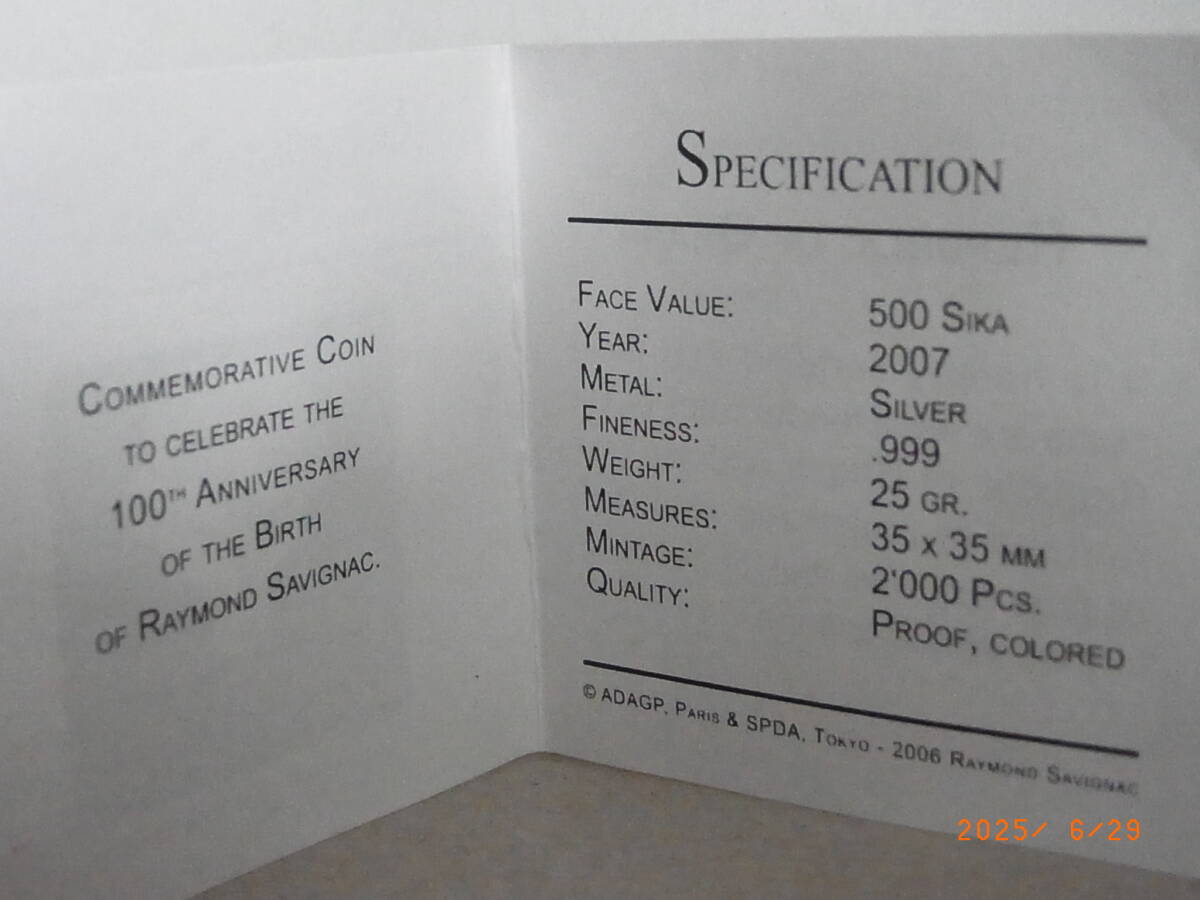 Commemorative Coin
to celebrate the
100th Anniversary
of the Birth
of Raymond Savignac.
Specification
Face Value: 500 Sika
Year: 2007
Metal: Silver
Fineness: .999
Weight: 25 gr.
Measures: 35 x 35 mm
Mintage: 2'000 Pcs.
Quality: Proof, colored
© ADAGP, Paris & SPDA, Tokyo - 2006 Raymond Savignac
2025/ 6/29